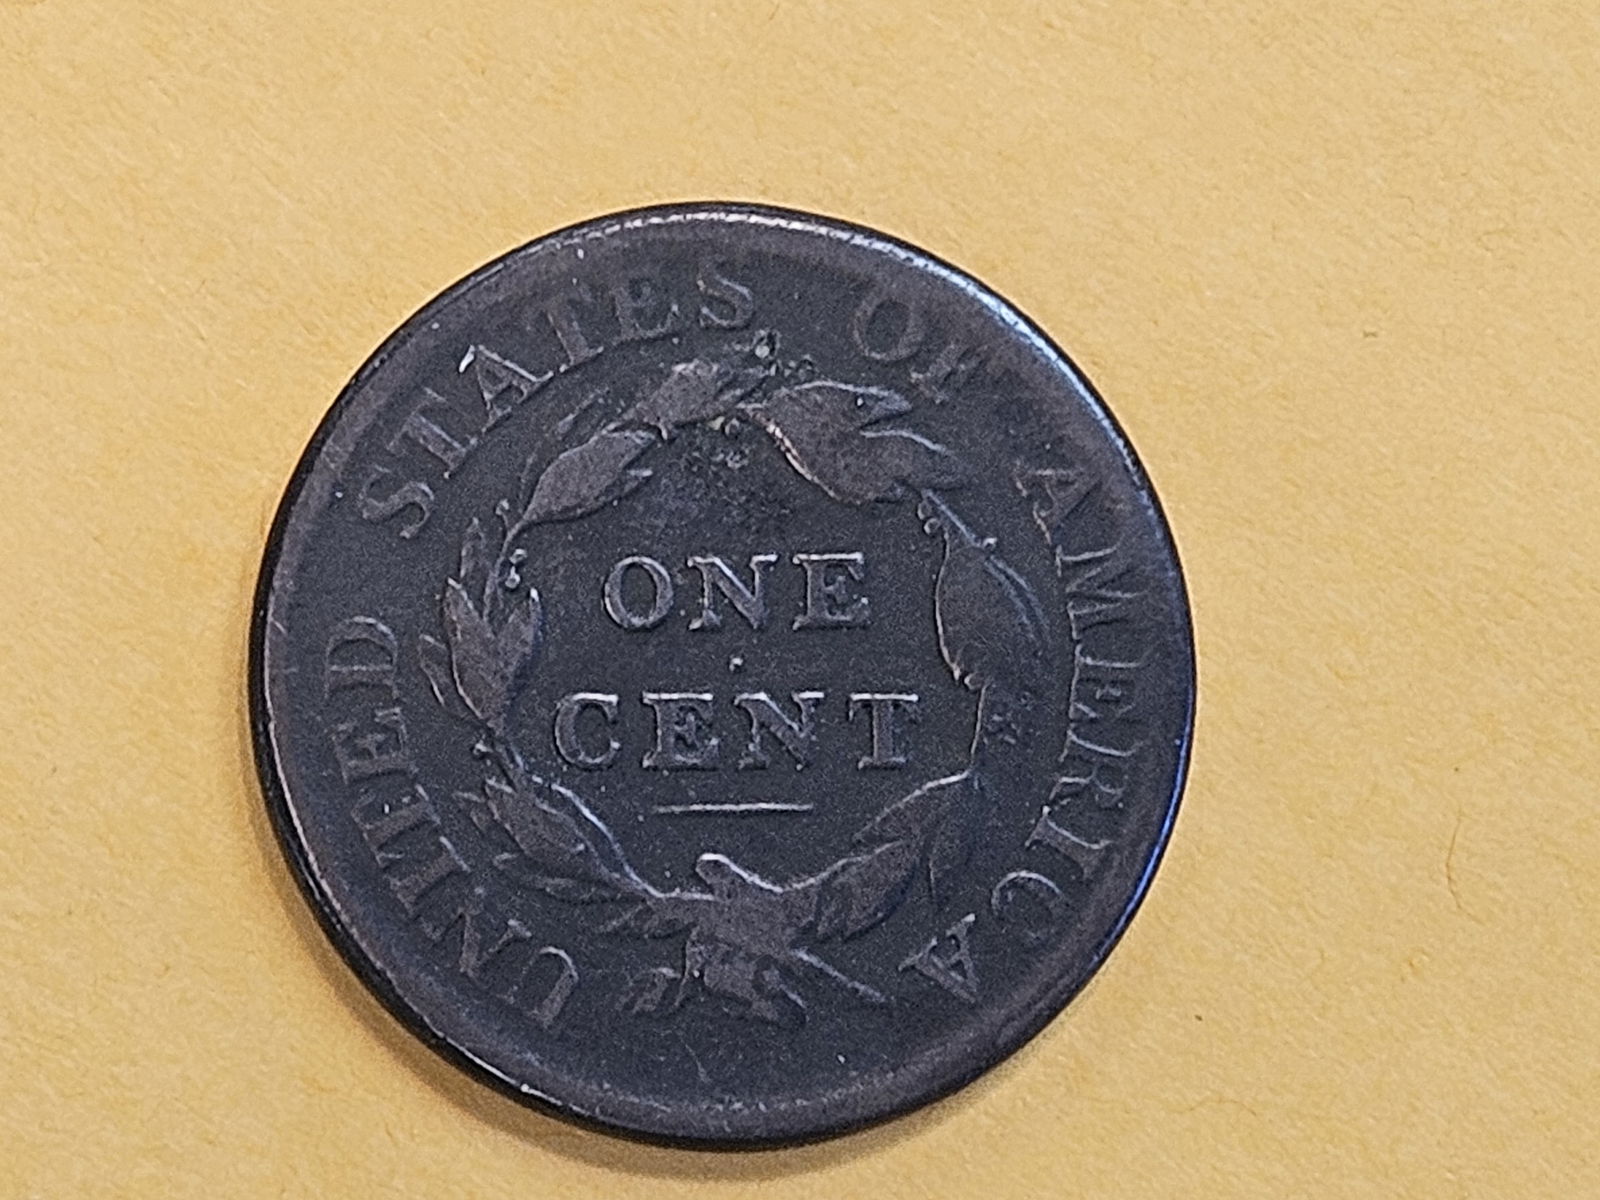 UNITED STATES OF AMERICA
ONE
CENT